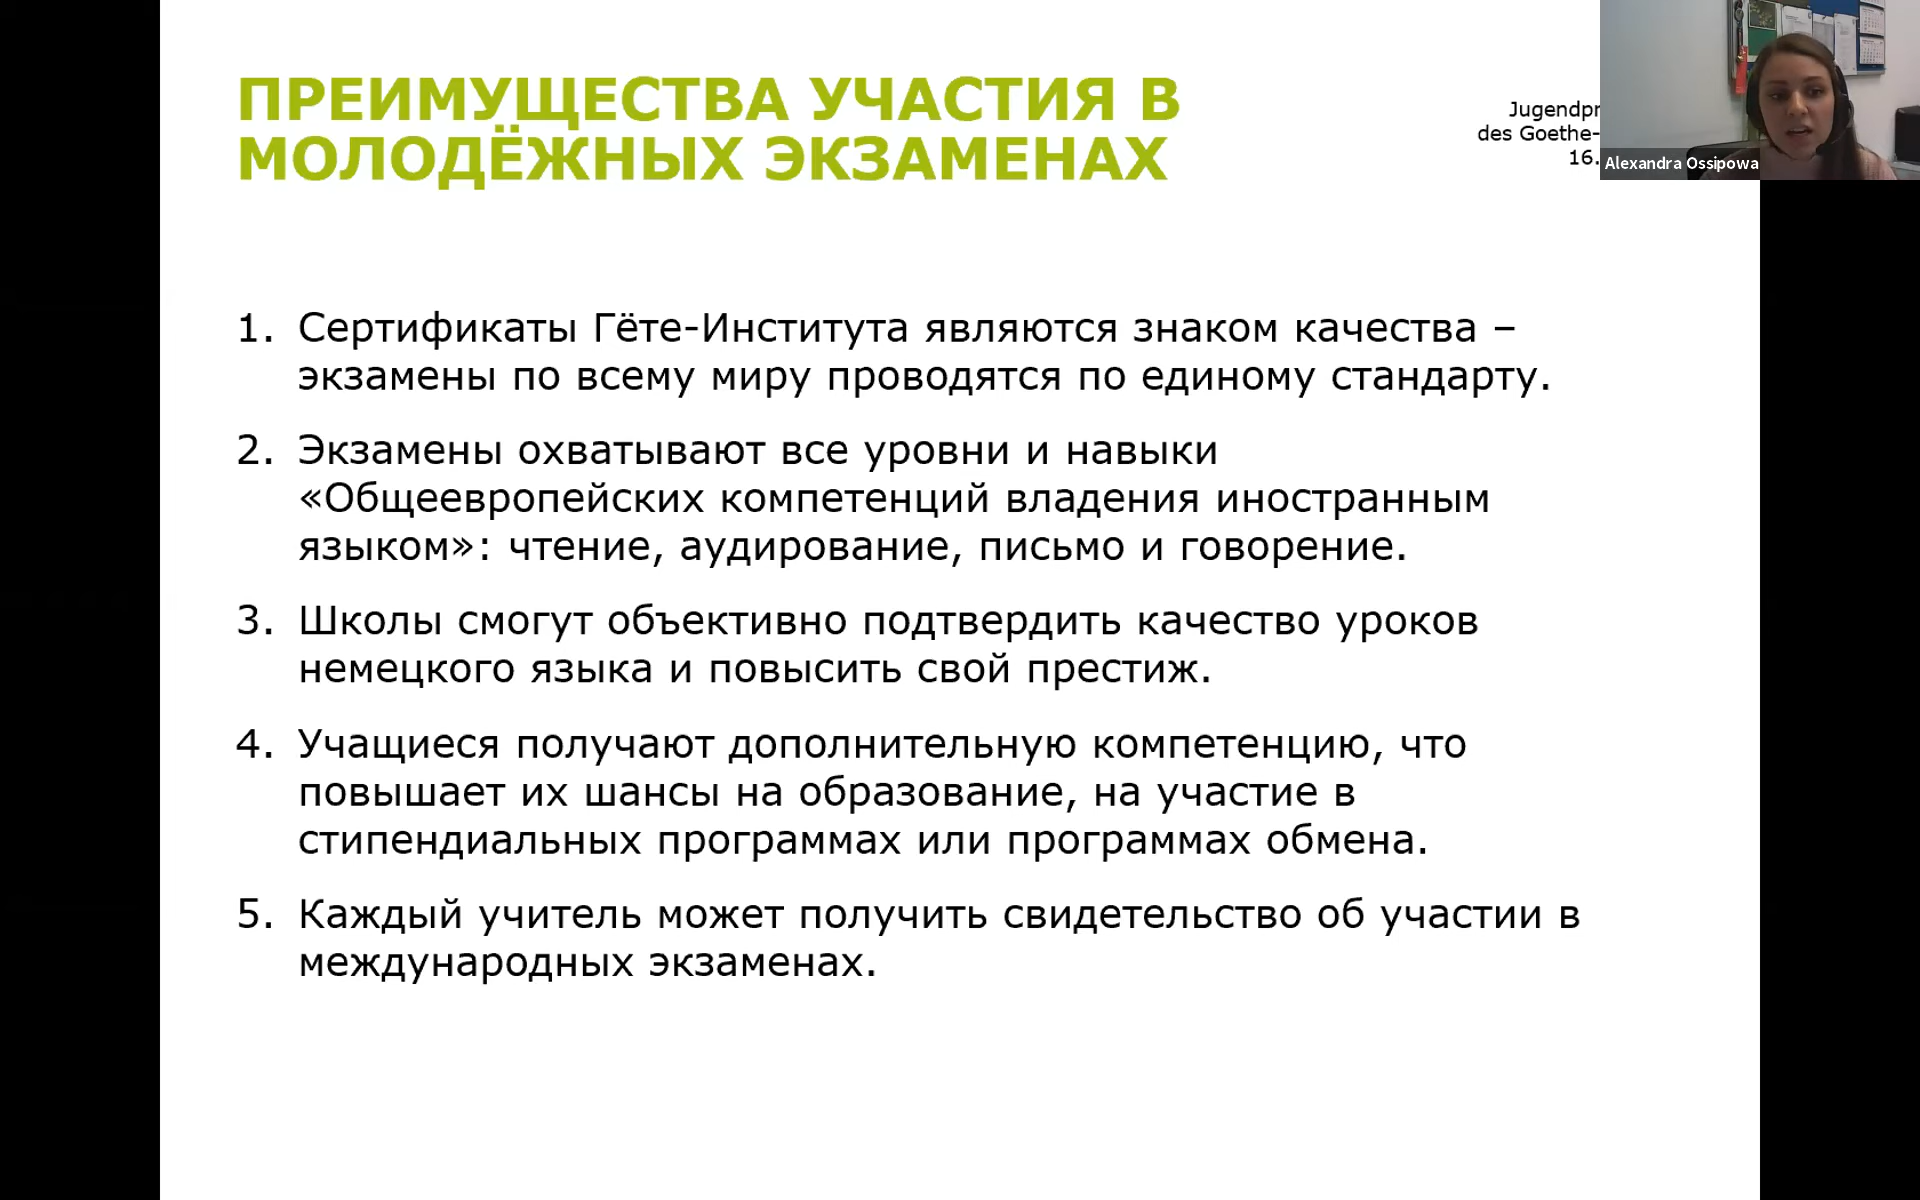 ПРЕИМУЩЕСТВА УЧАСТИЯ В
МОЛОДЁЖНЫХ ЭКЗАМЕНАХ
des Goethe-
16.
Alexandra Ossipowa
1. Сертификаты Гёте-Института являются знаком качества –
экзамены по всему миру проводятся по единому стандарту.
2. Экзамены охватывают все уровни и навыки
«Общеевропейских компетенций владения иностранным
языком»: чтение, аудирование, письмо и говорение.
3. Школы смогут объективно подтвердить качество уроков
немецкого языка и повысить свой престиж.
4. Учащиеся получают дополнительную компетенцию, что
повышает их шансы на образование, на участие в
стипендиальных программах или программах обмена.
5. Каждый учитель может получить свидетельство об участии в
международных экзаменах.